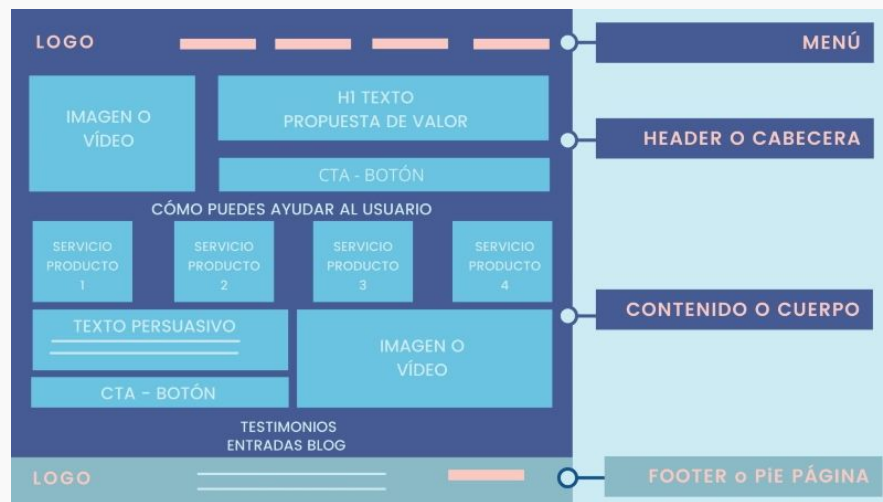 LOGO
MENÚ
IMAGEN O
VÍDEO
H1 TEXTO
PROPUESTA DE VALOR
HEADER O CABECERA
CTA - BOTÓN
CÓMO PUEDES AYUDAR AL USUARIO
SERVICIO
PRODUCTO
1
SERVICIO
PRODUCTO
2
SERVICIO
PRODUCTO
3
SERVICIO
PRODUCTO
4
CONTENIDO O CUERPO
TEXTO PERSUASIVO
IMAGEN O
VÍDEO
CTA - BOTÓN
TESTIMONIOS
ENTRADAS BLOG
LOGO
FOOTER o PiE PÁGINA